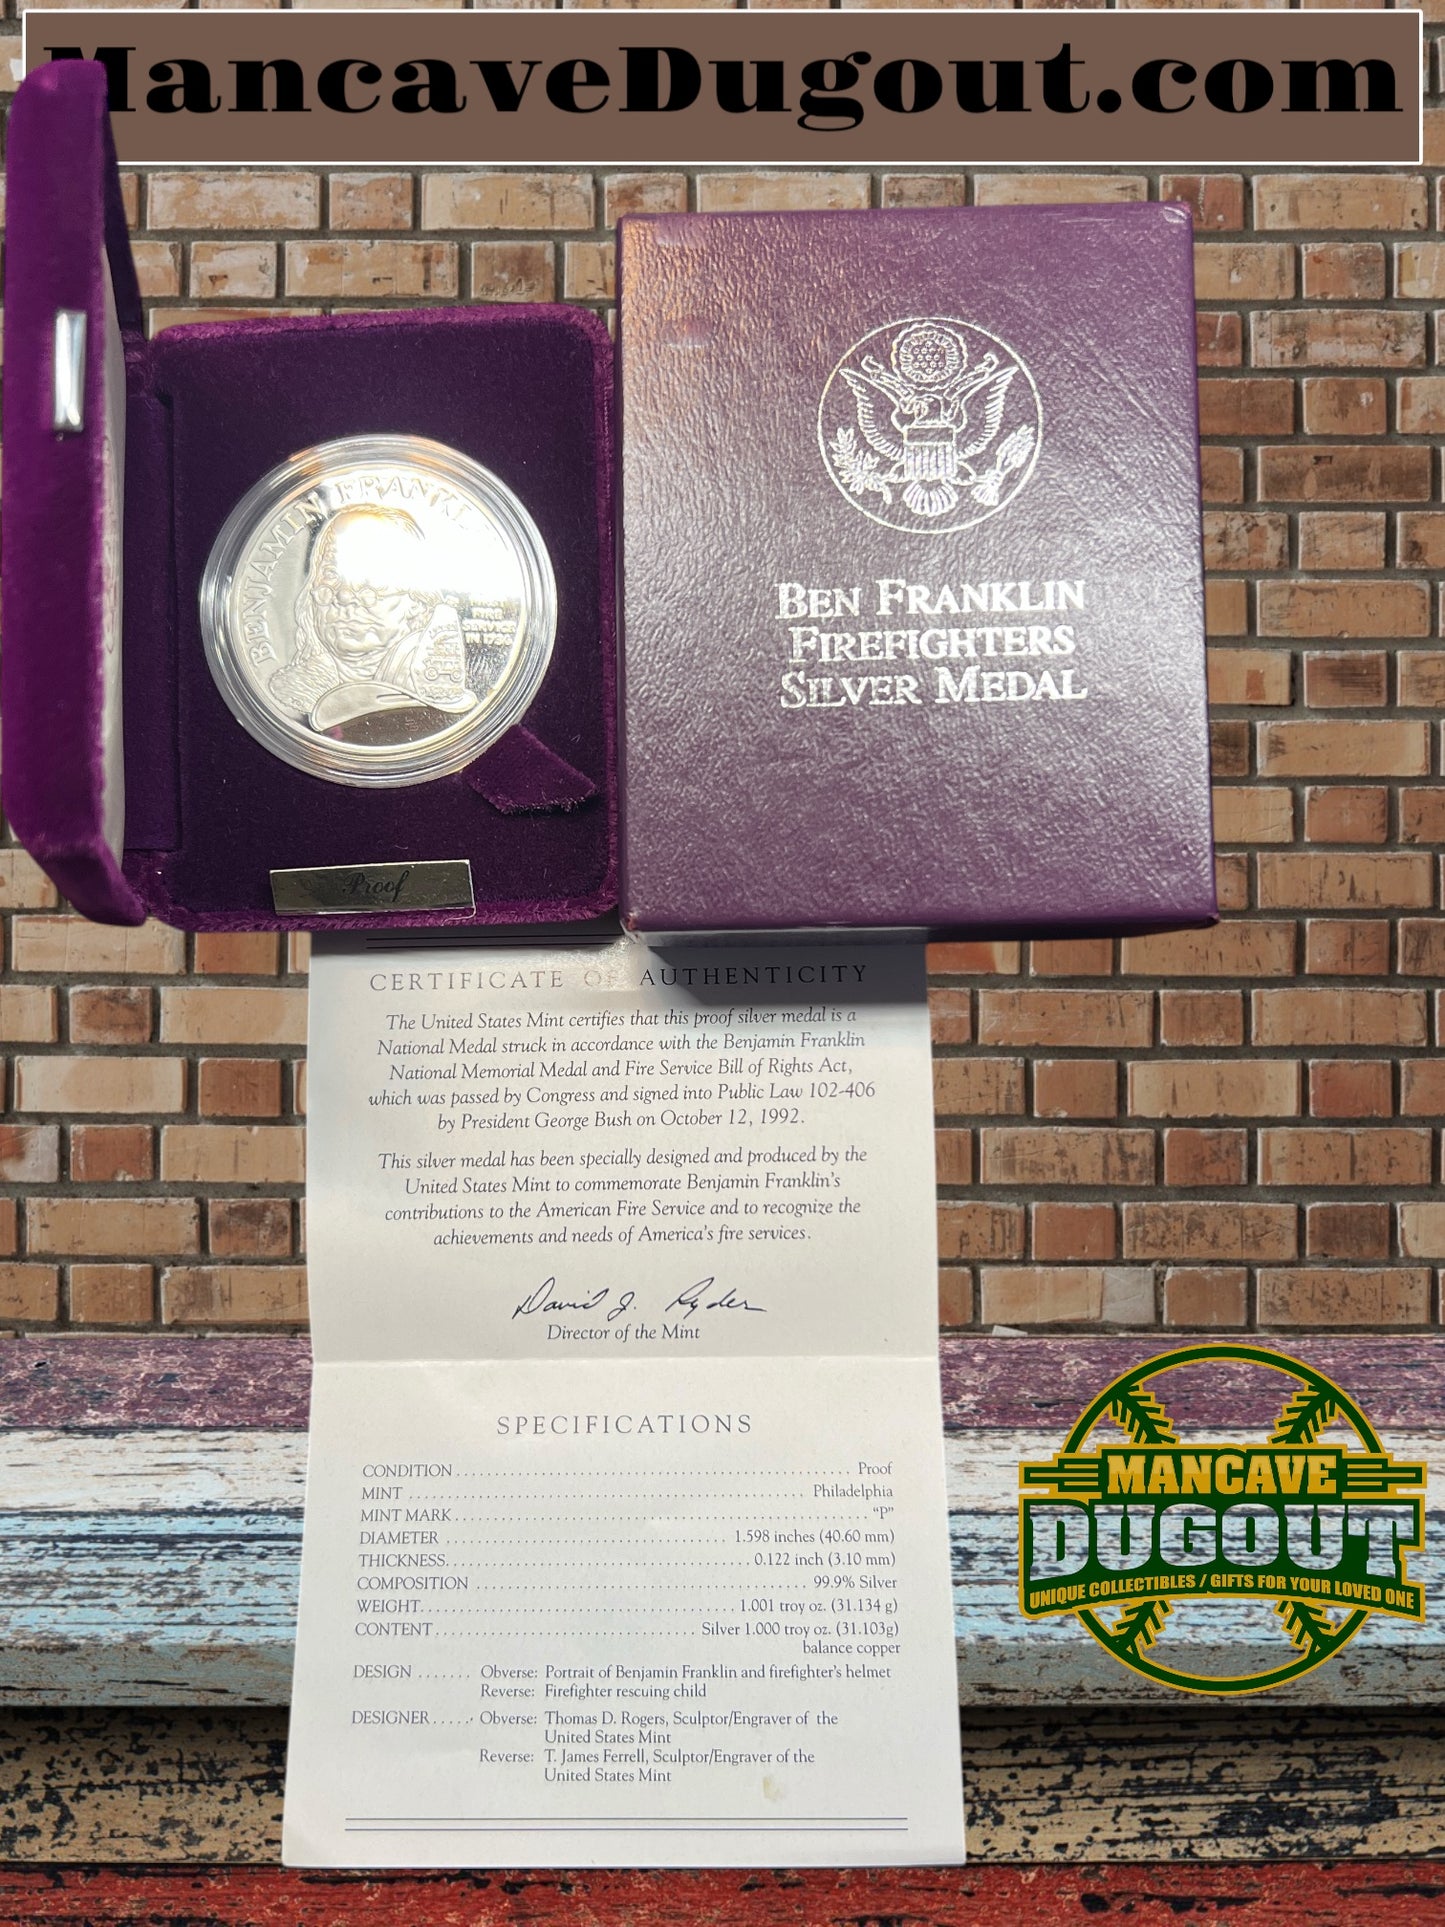 MancaveDugout.com
BENJAMIN FRANKL
FIRE
SERVICE
IN 1736
Proof
BEN FRANKLIN
FIREFIGHTERS
SILVER MEDAL
CERTIFICATE OF AUTHENTICITY
The United States Mint certifies that this proof silver medal is a
National Medal struck in accordance with the Benjamin Franklin
National Memorial Medal and Fire Service Bill of Rights Act,
which was passed by Congress and signed into Public Law 102-406
by President George Bush on October 12, 1992.
This silver medal has been specially designed and produced by the
United States Mint to commemorate Benjamin Franklin's
contributions to the American Fire Service and to recognize the
achievements and needs of America's fire services.
David J. Ryder
Director of the Mint
SPECIFICATIONS
CONDITION Proof
MINT Philadelphia
MINT MARK "P"
DIAMETER 1.598 inches (40.60 mm)
THICKNESS 0.122 inch (3.10 mm)
COMPOSITION 99.9% Silver
WEIGHT 1.001 troy oz. (31.134 g)
CONTENT Silver 1.000 troy oz. (31.103g)
balance copper
DESIGN Obverse: Portrait of Benjamin Franklin and firefighter's helmet
Reverse: Firefighter rescuing child
DESIGNER Obverse: Thomas D. Rogers, Sculptor/Engraver of the
United States Mint
Reverse: T. James Ferrell, Sculptor/Engraver of the
United States Mint
MANCAVE
DUGOUT
UNIQUE COLLECTIBLES / GIFTS FOR YOUR LOVED ONE